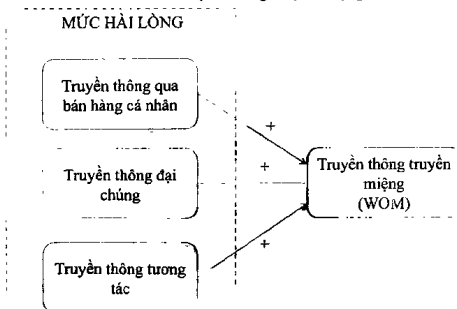 MỨC HÀI LÒNG
Truyền thông qua
bán hàng cá nhân
+
Truyền thông đại
chúng
+
Truyền thông truyền
miệng
(WOM)
+
Truyền thông tương
tác